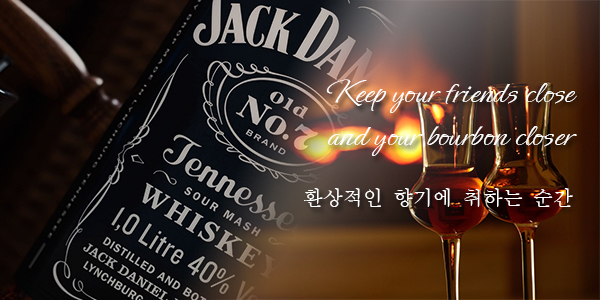 JACK DAN
Old
No. 7
BRAND
Tennesse
SOUR MASH
WHISKEY
1,0 Litre 40% V
DISTILLED AND BOT
JACK DANIEL
LYNCHBURG
Keep your friends close
and your bourbon closer
환상적인 향기에 취하는 순간